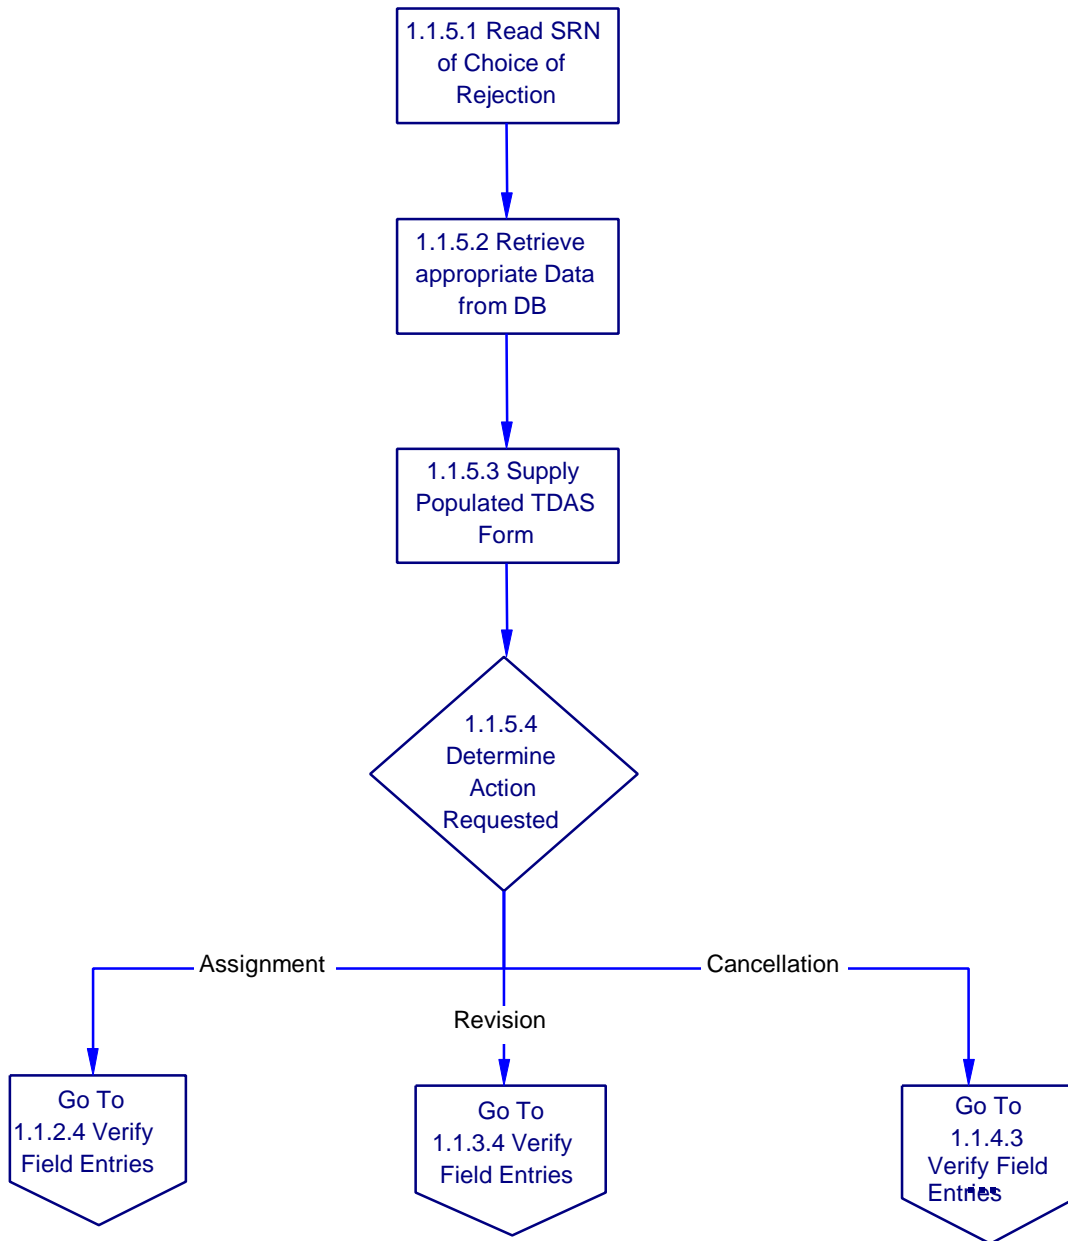 1.1.5.1 Read SRN
of Choice of
Rejection
1.1.5.2 Retrieve
appropriate Data
from DB
1.1.5.3 Supply
Populated TDAS
Form
1.1.5.4
Determine
Action
Requested
Assignment
Cancellation
Revision
Go To
1.1.2.4 Verify
Field Entries
Go To
1.1.3.4 Verify
Field Entries
Go To
1.1.4.3
Verify Field
Entries